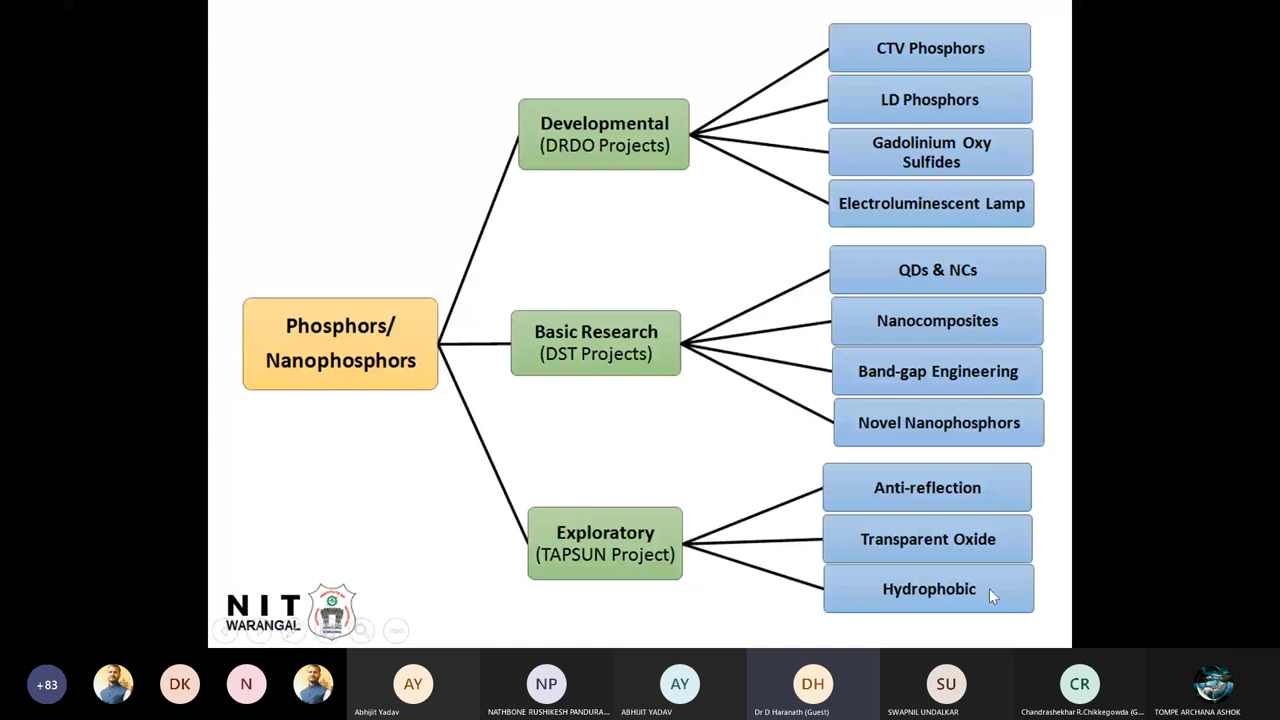 Phosphors/
Nanophosphors
Developmental
(DRDO Projects)
CTV Phosphors
LD Phosphors
Gadolinium Oxy
Sulfides
Electroluminescent Lamp
Basic Research
(DST Projects)
QDs & NCs
Nanocomposites
Band-gap Engineering
Novel Nanophosphors
Exploratory
(TAPSUN Project)
Anti-reflection
Transparent Oxide
Hydrophobic
NIT
WARANGAL
+83
DK
N
AY
Abhijit Yadav
NP
NATHBONE RUSHIKESH PANDURA...
AY
ABHIJIT YADAV
DH
Dr D Haranath (Guest)
SU
SWAPNIL UNDALKAR
CR
Chandrashekhar R.Chikkegowda (G...
TOMPE ARCHANA ASHOK